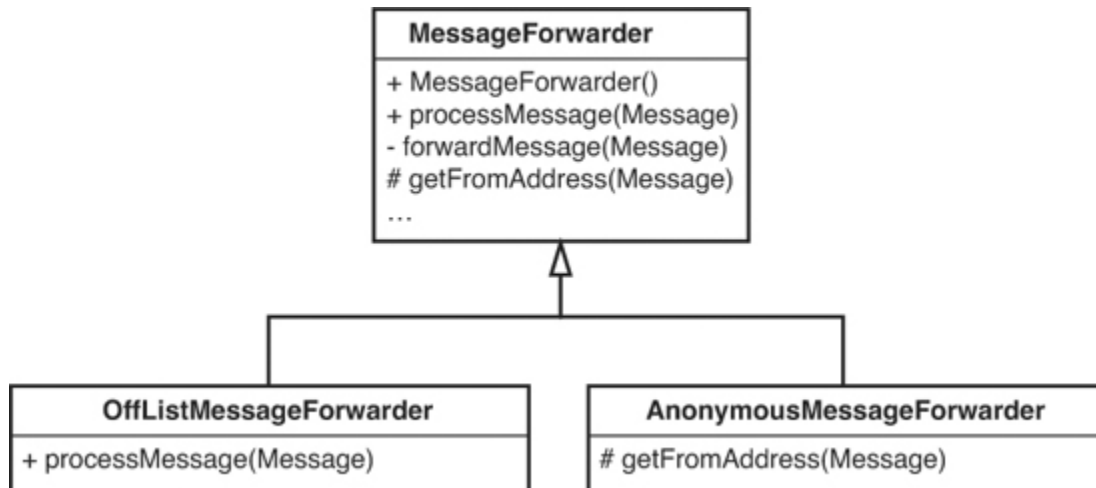 MessageForwarder
+ MessageForwarder()
+ processMessage(Message)
- forwardMessage(Message)
# getFromAddress(Message)
...
OffListMessageForwarder
+ processMessage(Message)
AnonymousMessageForwarder
# getFromAddress(Message)